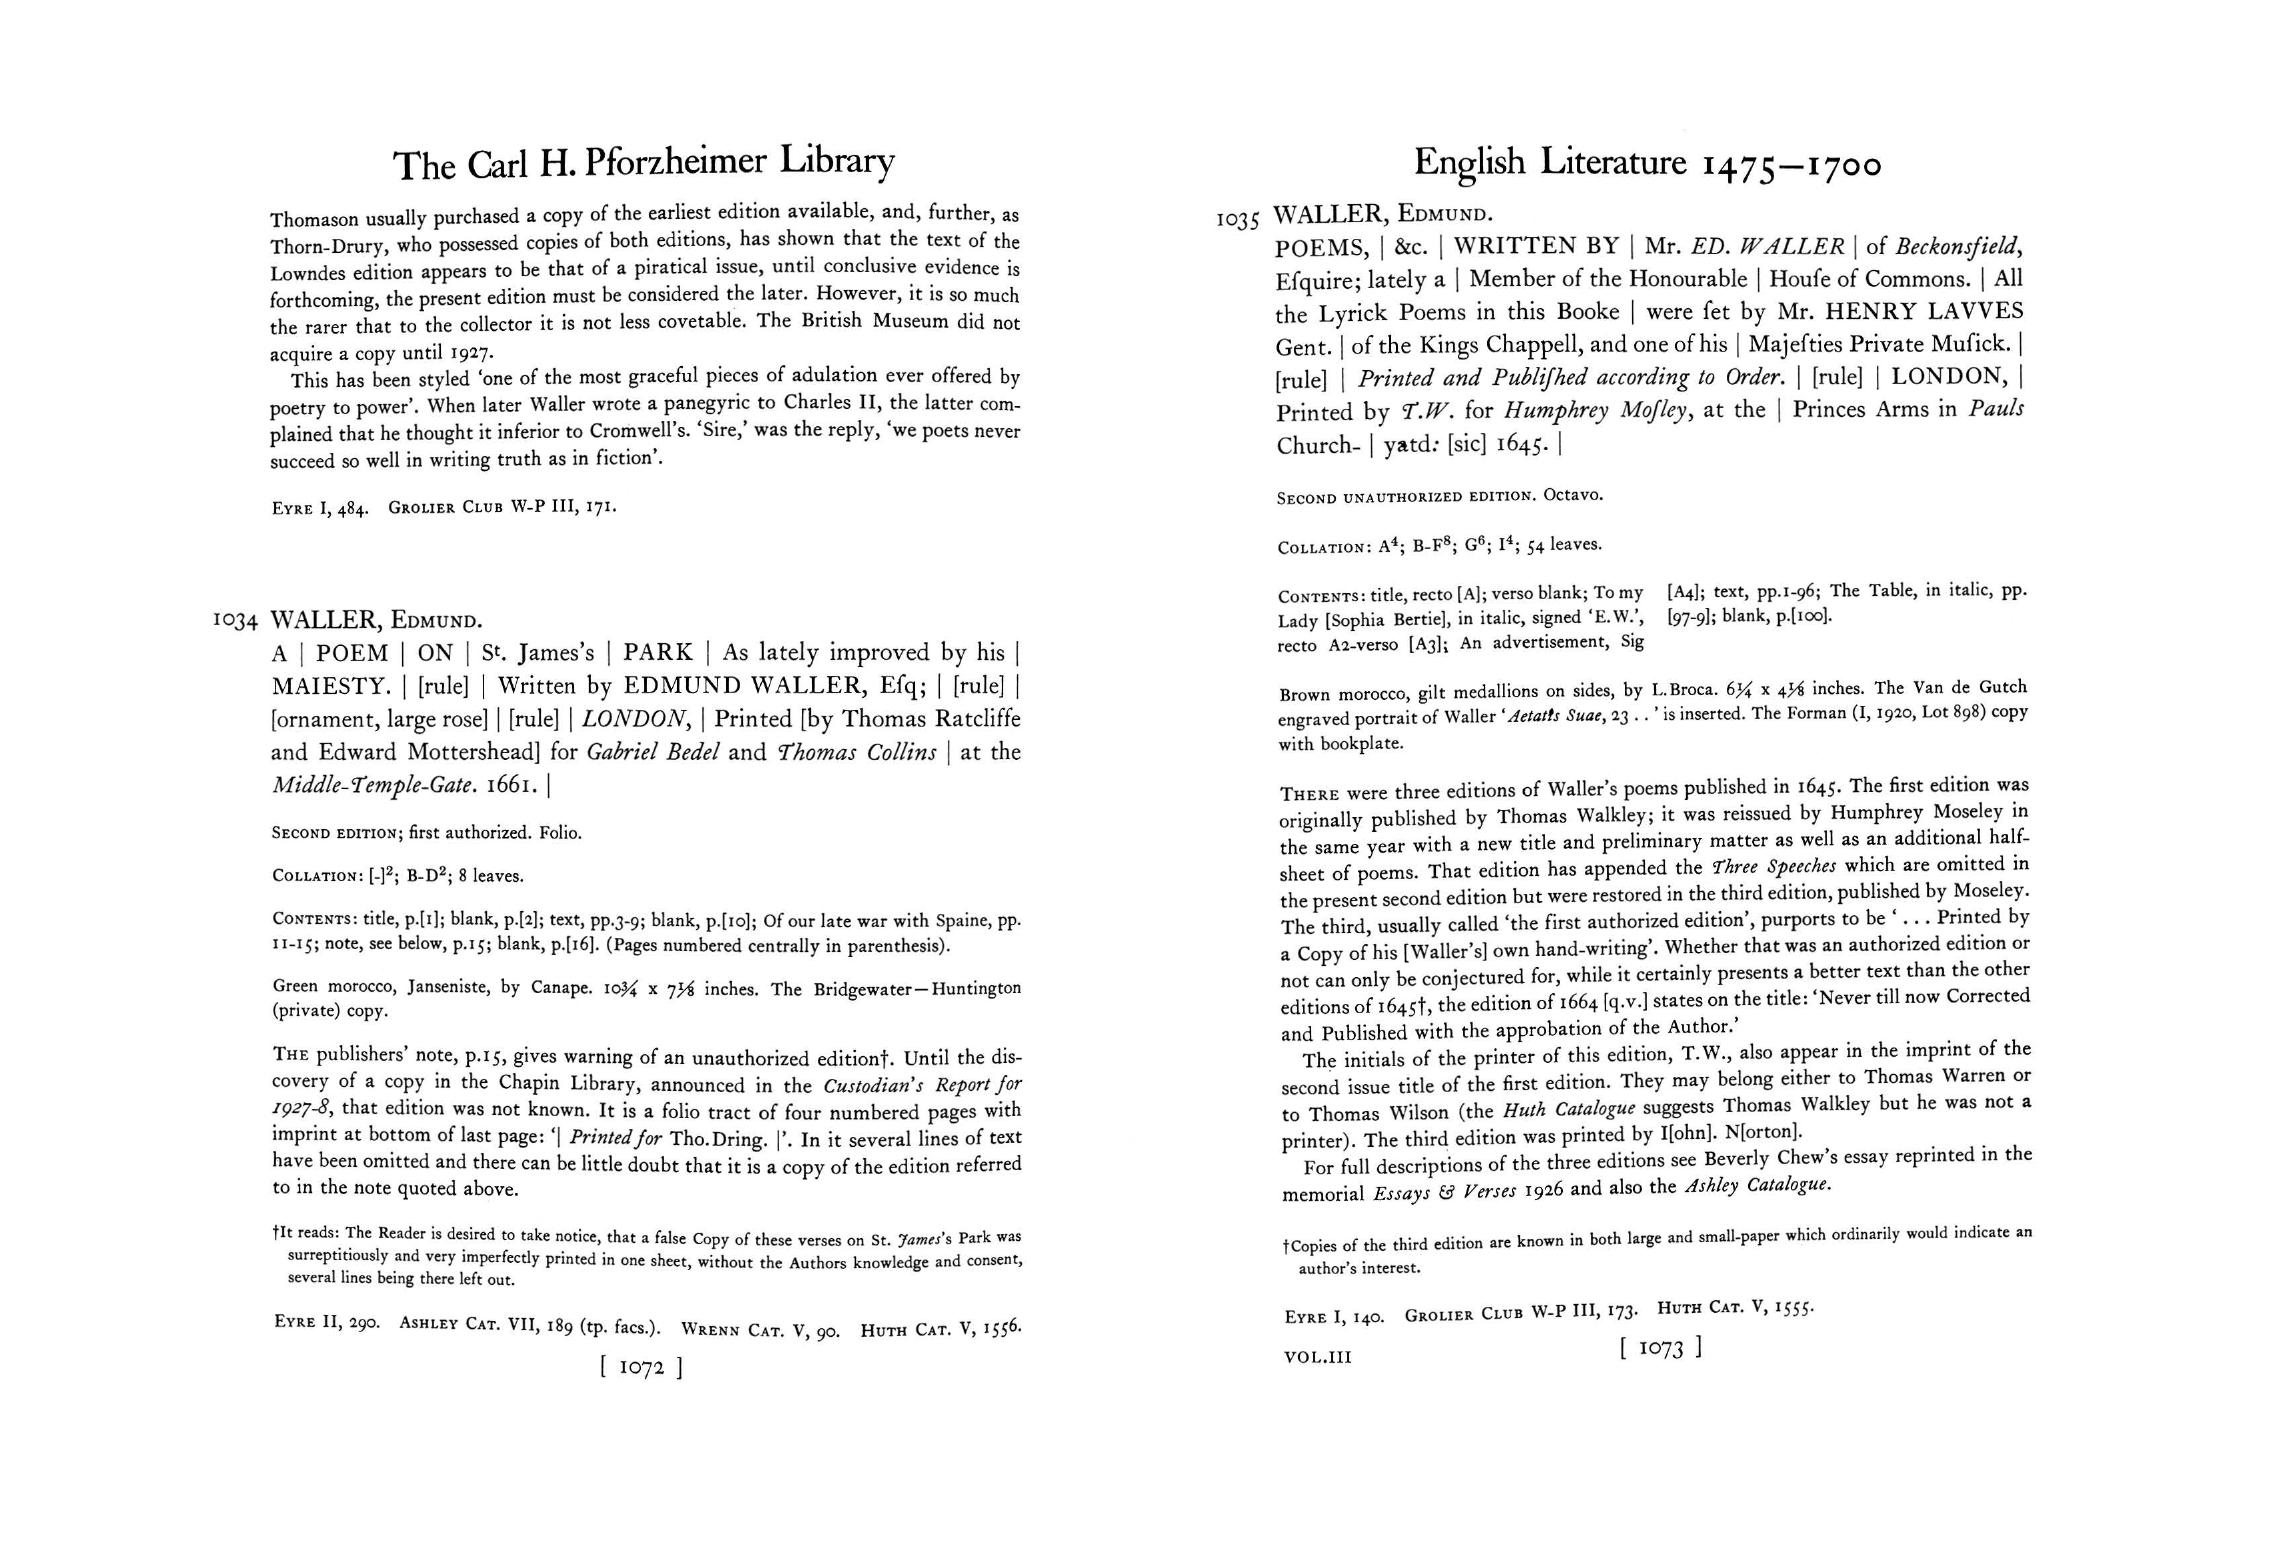 The Carl H. Pforzheimer Library
Thomason usually purchased a copy of the earliest edition available, and, further, as
Thorn-Drury, who possessed copies of both editions, has shown that the text of the
Lowndes edition appears to be that of a piratical issue, until conclusive evidence is
forthcoming, the present edition must be considered the later. However, it is so much
the rarer that to the collector it is not less covetable. The British Museum did not
acquire a copy until 1927.
This has been styled ‘one of the most graceful pieces of adulation ever offered by
poetry to power’. When later Waller wrote a panegyric to Charles II, the latter com-
plained that he thought it inferior to Cromwell's. ‘Sire,’ was the reply, ‘we poets never
succeed so well in writing truth as in fiction’.
EYRE I, 484. GROLIER CLUB W-P III, 171.
1034 WALLER, EDMUND.
A | POEM | ON | St. James's | PARK | As lately improved by his |
MAIESTY. | [rule] | Written by EDMUND WALLER, Eſq; | [rule] |
[ornament, large rose] | [rule] | LONDON, | Printed [by Thomas Ratcliffe
and Edward Mottershead] for Gabriel Bedel and Thomas Collins | at the
Middle-Temple-Gate. 1661. |
SECOND EDITION; first authorized. Folio.
COLLATION: [-]²; B-D²; 8 leaves.
CONTENTS: title, p.[1]; blank, p.[2]; text, pp.3-9; blank, p.[10]; Of our late war with Spaine, pp.
11-15; note, see below, p.15; blank, p.[16]. (Pages numbered centrally in parenthesis).
Green morocco, Janseniste, by Canape. 10¾ x 7⅛ inches. The Bridgewater—Huntington
(private) copy.
THE publishers' note, p.15, gives warning of an unauthorized edition†. Until the dis-
covery of a copy in the Chapin Library, announced in the Custodian's Report for
1927-8, that edition was not known. It is a folio tract of four numbered pages with
imprint at bottom of last page: ‘| Printed for Tho.Dring. |’. In it several lines of text
have been omitted and there can be little doubt that it is a copy of the edition referred
to in the note quoted above.
†It reads: The Reader is desired to take notice, that a false Copy of these verses on St. James's Park was
surreptitiously and very imperfectly printed in one sheet, without the Authors knowledge and consent,
several lines being there left out.
EYRE II, 290. ASHLEY CAT. VII, 189 (tp. facs.). WRENN CAT. V, 90. HUTH CAT. V, 1556.
[ 1072 ]
English Literature 1475—1700
1035 WALLER, EDMUND.
POEMS, | &c. | WRITTEN BY | Mr. ED. WALLER | of Beckonsfield,
Eſquire; lately a | Member of the Honourable | Houſe of Commons. | All
the Lyrick Poems in this Booke | were ſet by Mr. HENRY LAVVES
Gent. | of the Kings Chappell, and one of his | Majeſties Private Muſick. |
[rule] | Printed and Publiſhed according to Order. | [rule] | LONDON, |
Printed by T.W. for Humphrey Moſley, at the | Princes Arms in Pauls
Church- | yatd: [sic] 1645. |
SECOND UNAUTHORIZED EDITION. Octavo.
COLLATION: A⁴; B-F⁸; G⁶; I⁴; 54 leaves.
CONTENTS: title, recto [A]; verso blank; To my
Lady [Sophia Bertie], in italic, signed ‘E.W.’,
recto A2-verso [A3]; An advertisement, Sig
[A4]; text, pp.1-96; The Table, in italic, pp.
[97-9]; blank, p.[100].
Brown morocco, gilt medallions on sides, by L.Broca. 6¼ x 4⅛ inches. The Van de Gutch
engraved portrait of Waller ‘Aetatis Suae, 23 . . ’ is inserted. The Forman (I, 1920, Lot 898) copy
with bookplate.
THERE were three editions of Waller's poems published in 1645. The first edition was
originally published by Thomas Walkley; it was reissued by Humphrey Moseley in
the same year with a new title and preliminary matter as well as an additional half-
sheet of poems. That edition has appended the Three Speeches which are omitted in
the present second edition but were restored in the third edition, published by Moseley.
The third, usually called ‘the first authorized edition’, purports to be ‘ . . . Printed by
a Copy of his [Waller's] own hand-writing’. Whether that was an authorized edition or
not can only be conjectured for, while it certainly presents a better text than the other
editions of 1645†, the edition of 1664 [q.v.] states on the title: ‘Never till now Corrected
and Published with the approbation of the Author.’
The initials of the printer of this edition, T.W., also appear in the imprint of the
second issue title of the first edition. They may belong either to Thomas Warren or
to Thomas Wilson (the Huth Catalogue suggests Thomas Walkley but he was not a
printer). The third edition was printed by I[ohn]. N[orton].
For full descriptions of the three editions see Beverly Chew's essay reprinted in the
memorial Essays & Verses 1926 and also the Ashley Catalogue.
†Copies of the third edition are known in both large and small-paper which ordinarily would indicate an
author's interest.
EYRE I, 140. GROLIER CLUB W-P III, 173. HUTH CAT. V, 1555.
VOL.III
[ 1073 ]